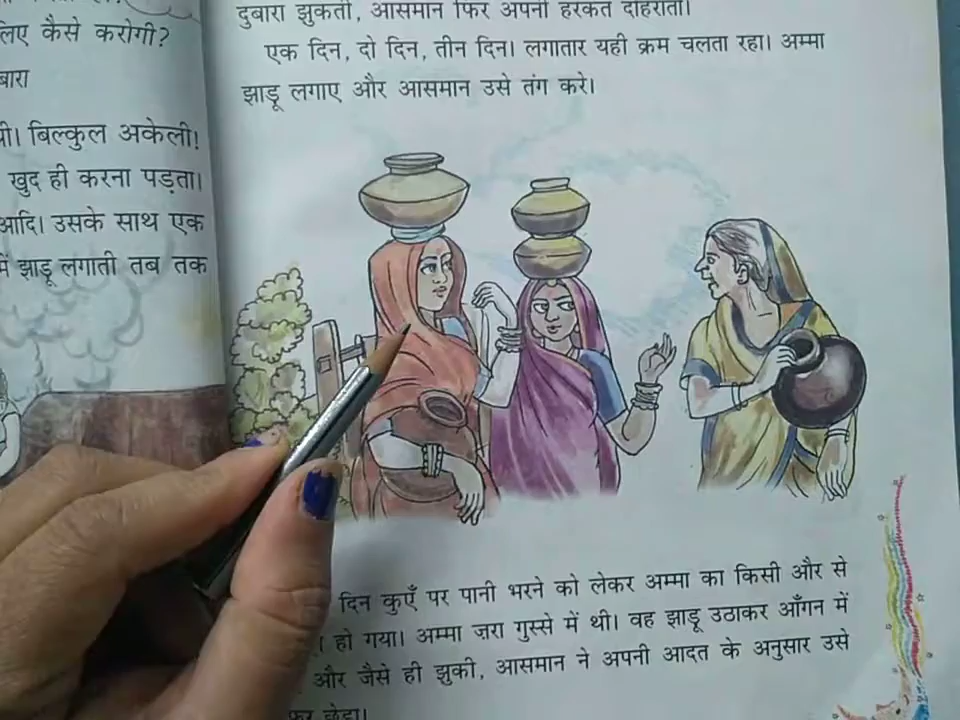 लिए कैसे करोगी?
बारा
थी। बिल्कुल अकेली!
खुद ही करना पड़ता।
आदि। उसके साथ एक
में झाड़ू लगाती तब तक
दुबारा झुकती, आसमान फिर अपनी हरकत दोहराता।
एक दिन, दो दिन, तीन दिन। लगातार यही क्रम चलता रहा। अम्मा
झाड़ू लगाए और आसमान उसे तंग करे।
दिन कुएँ पर पानी भरने को लेकर अम्मा का किसी और से
हो गया। अम्मा ज़रा गुस्से में थी। वह झाड़ू उठाकर आँगन में
और जैसे ही झुकी, आसमान ने अपनी आदत के अनुसार उसे